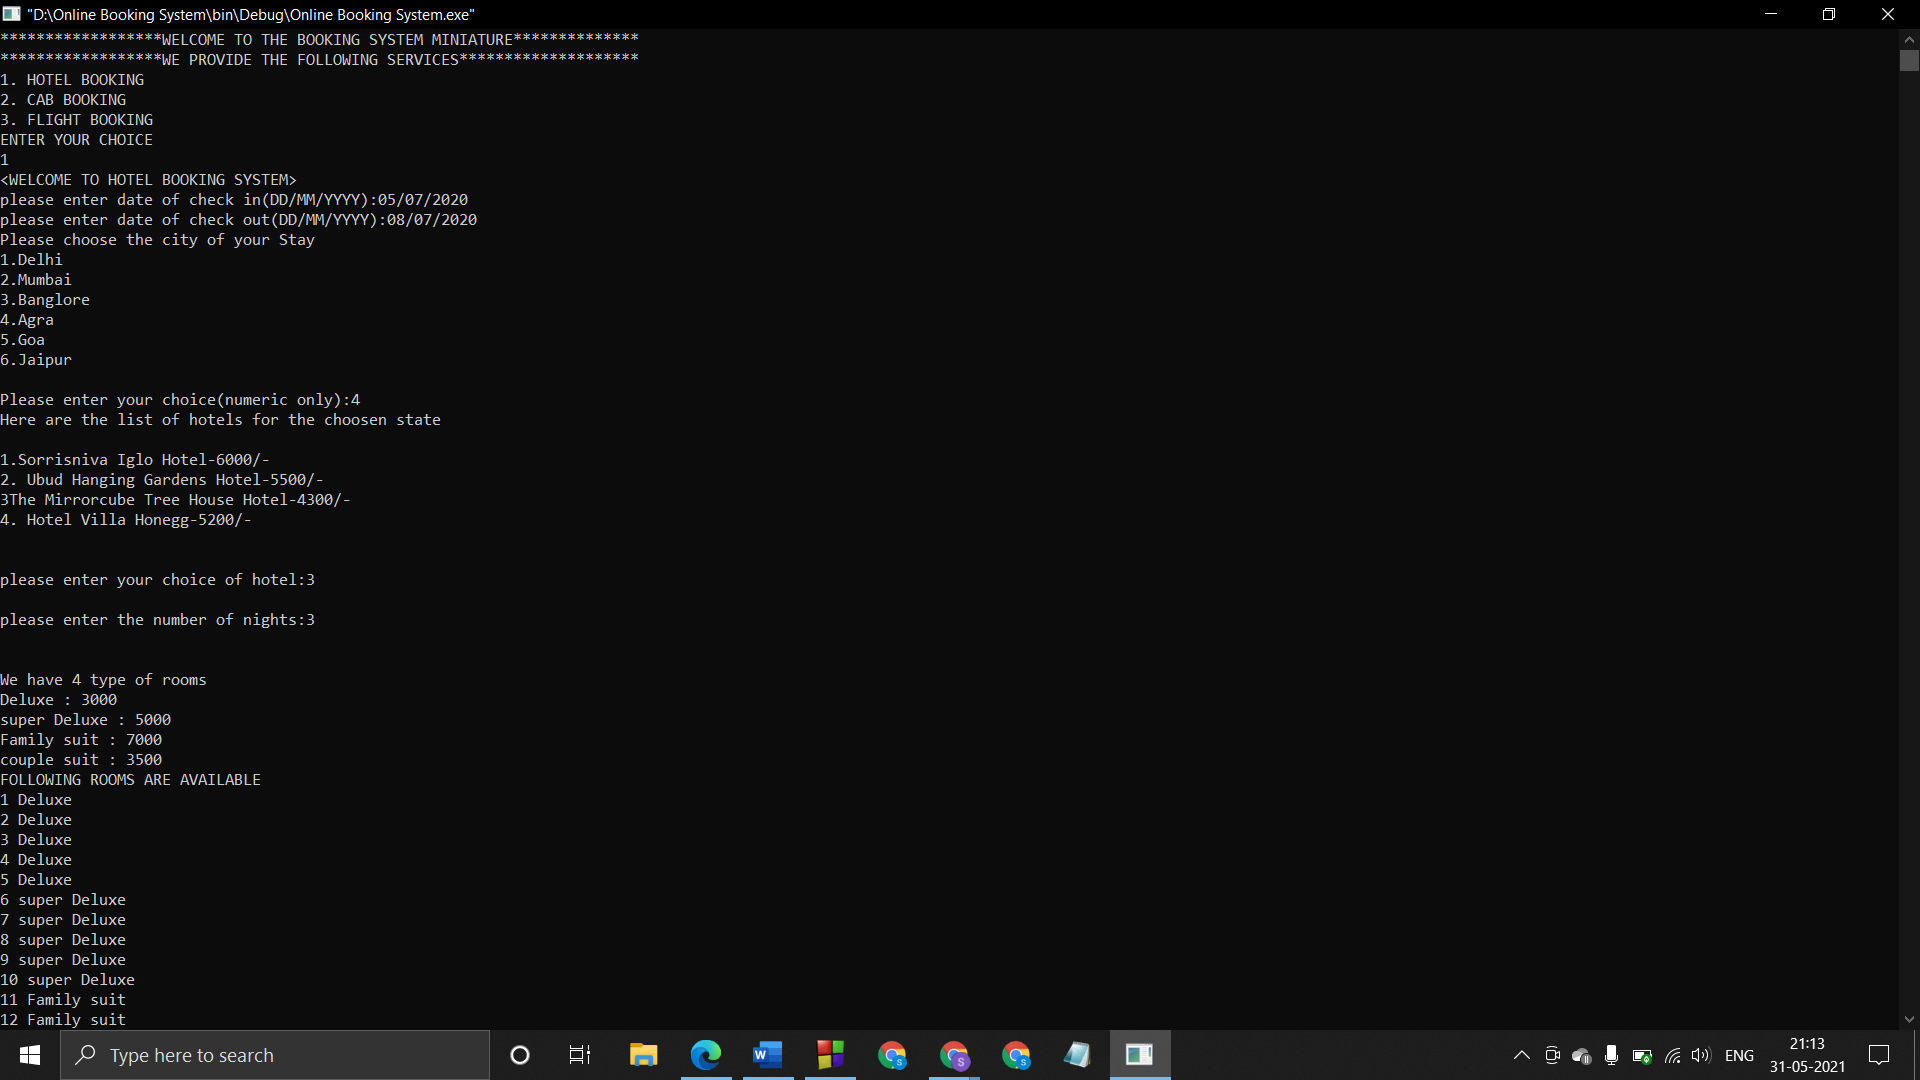 "D:\Online Booking System\bin\Debug\Online Booking System.exe"
******************WELCOME TO THE BOOKING SYSTEM MINIATURE**************
******************WE PROVIDE THE FOLLOWING SERVICES********************
1. HOTEL BOOKING
2. CAB BOOKING
3. FLIGHT BOOKING
ENTER YOUR CHOICE
1
<WELCOME TO HOTEL BOOKING SYSTEM>
please enter date of check in(DD/MM/YYYY):05/07/2020
please enter date of check out(DD/MM/YYYY):08/07/2020
Please choose the city of your Stay
1.Delhi
2.Mumbai
3.Banglore
4.Agra
5.Goa
6.Jaipur
Please enter your choice(numeric only):4
Here are the list of hotels for the choosen state
1.Sorrisniva Iglo Hotel-6000/-
2. Ubud Hanging Gardens Hotel-5500/-
3The Mirrorcube Tree House Hotel-4300/-
4. Hotel Villa Honegg-5200/-
please enter your choice of hotel:3
please enter the number of nights:3
We have 4 type of rooms
Deluxe : 3000
super Deluxe : 5000
Family suit : 7000
couple suit : 3500
FOLLOWING ROOMS ARE AVAILABLE
1 Deluxe
2 Deluxe
3 Deluxe
4 Deluxe
5 Deluxe
6 super Deluxe
7 super Deluxe
8 super Deluxe
9 super Deluxe
10 super Deluxe
11 Family suit
12 Family suit
Type here to search
ENG
21:13
31-05-2021